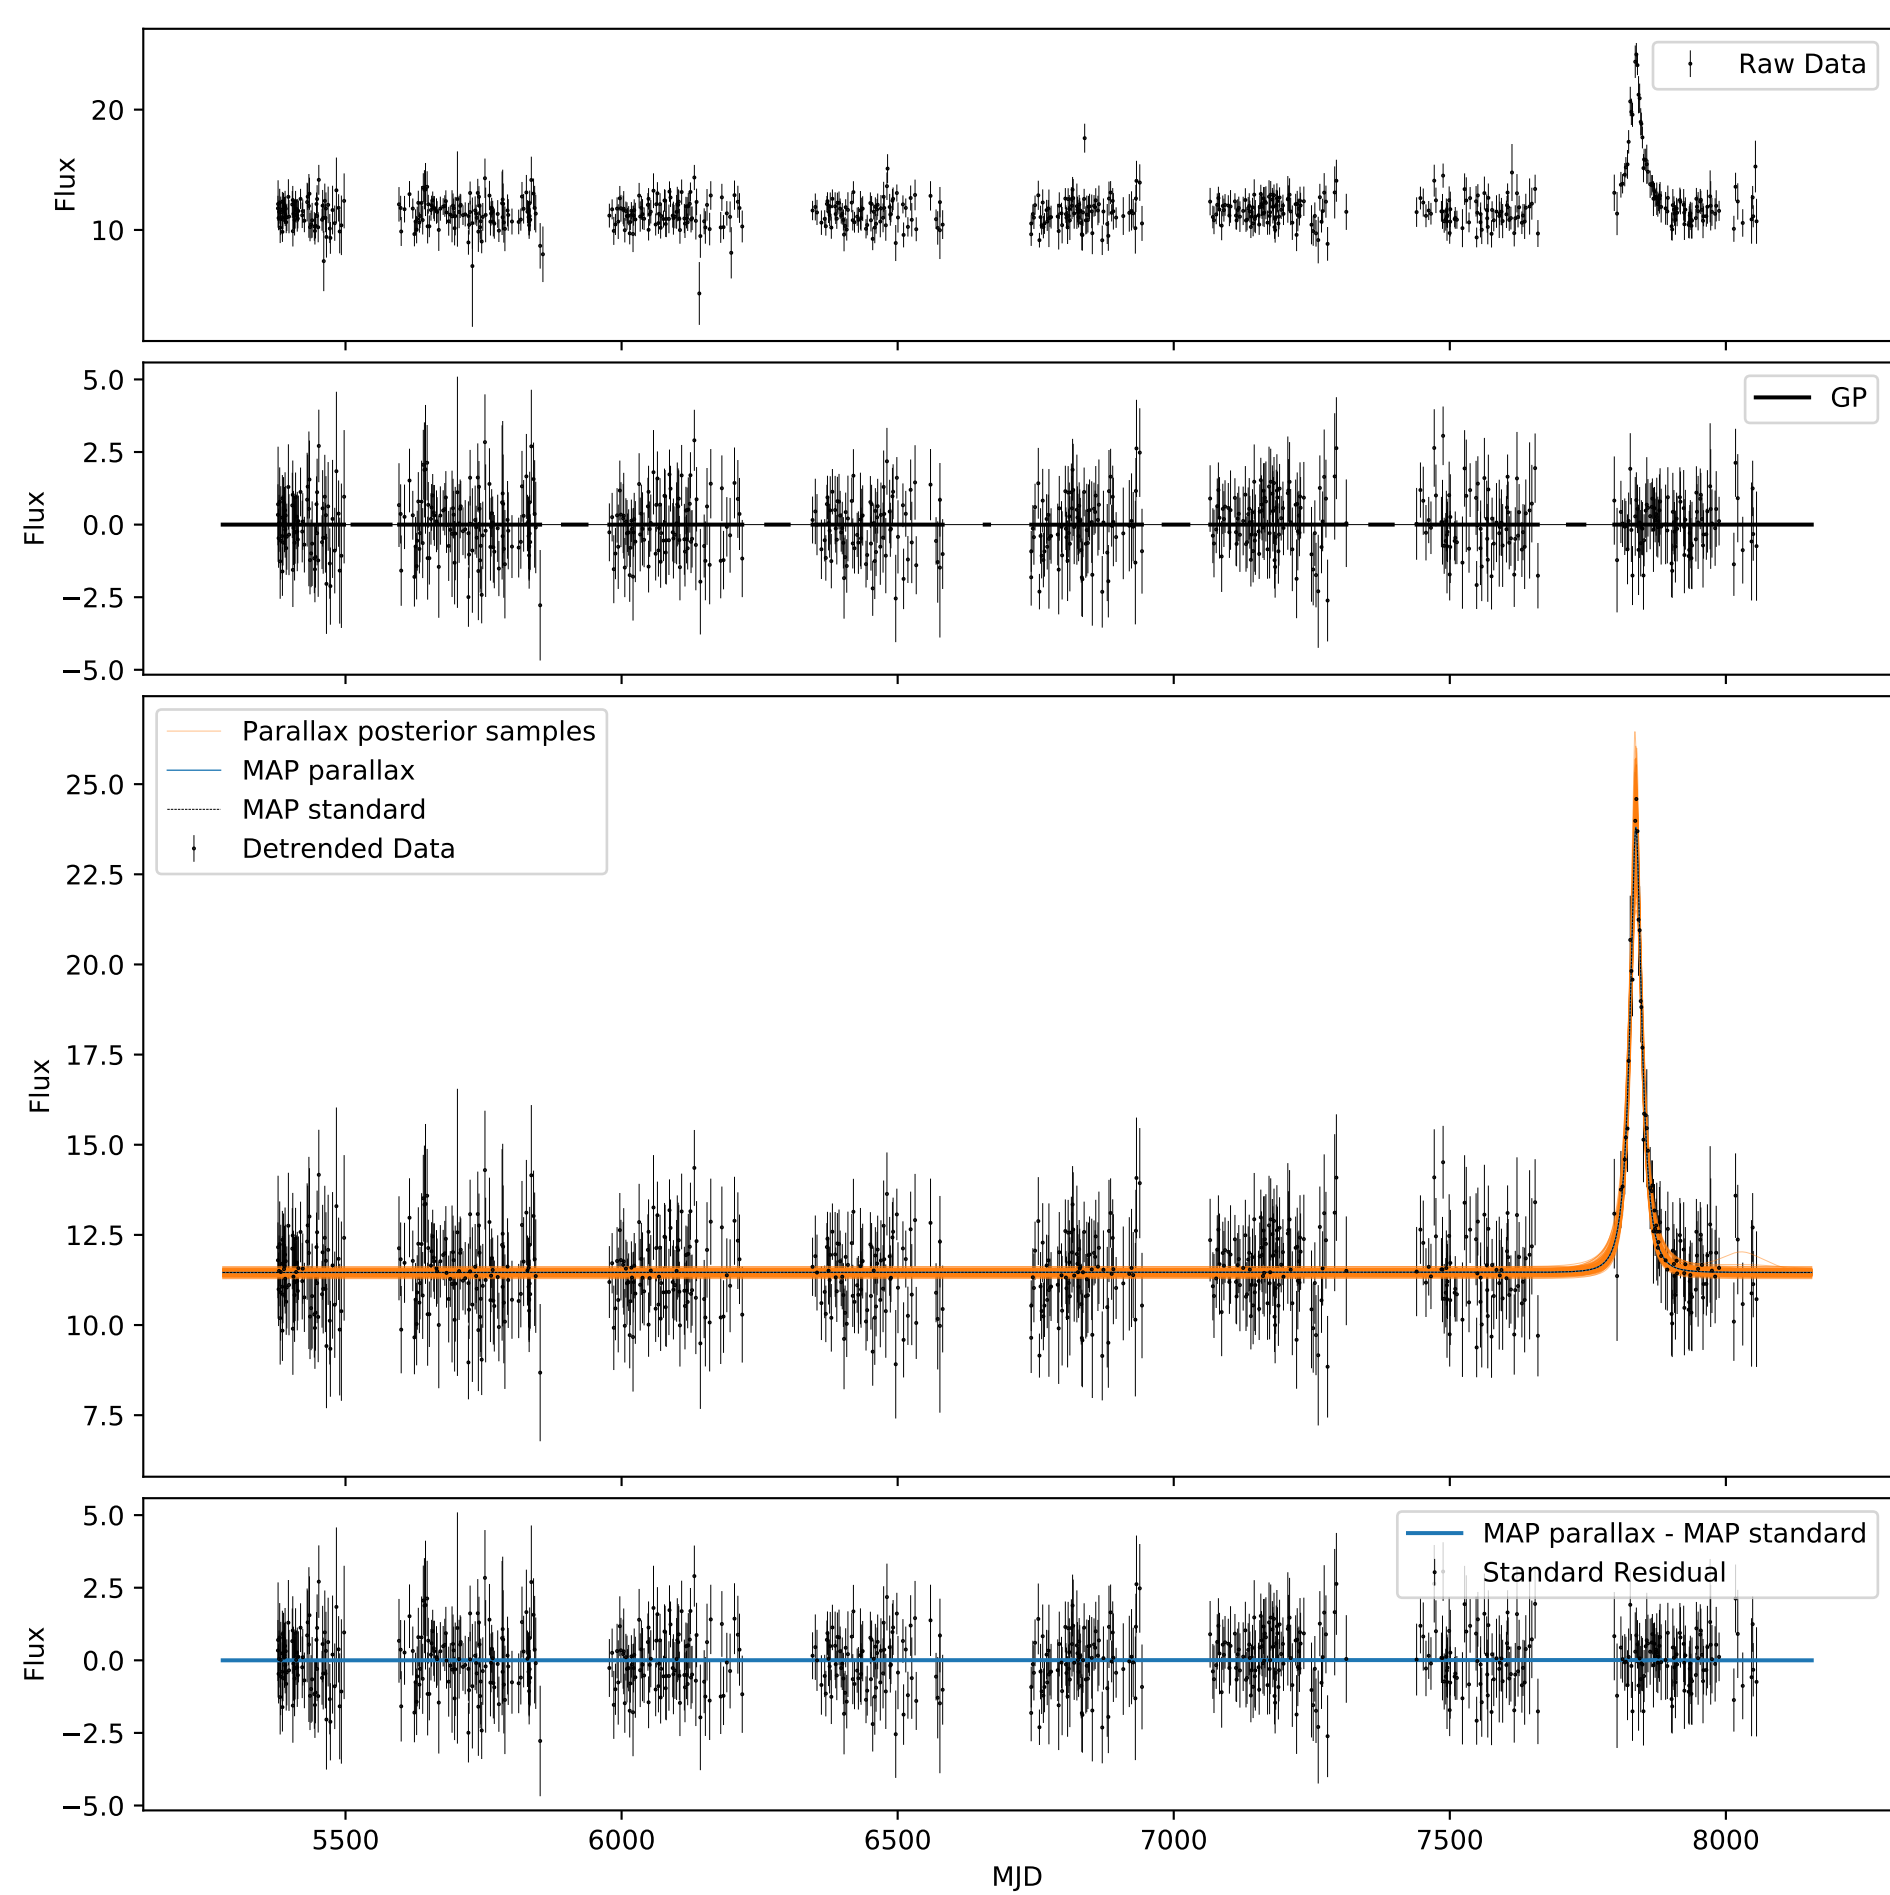 Raw Data
20
10
Flux
GP
5.0
2.5
0.0
−2.5
−5.0
Flux
Parallax posterior samples
MAP parallax
MAP standard
Detrended Data
25.0
22.5
20.0
17.5
15.0
12.5
10.0
7.5
Flux
MAP parallax - MAP standard
Standard Residual
5.0
2.5
0.0
−2.5
−5.0
Flux
5500
6000
6500
7000
7500
8000
MJD